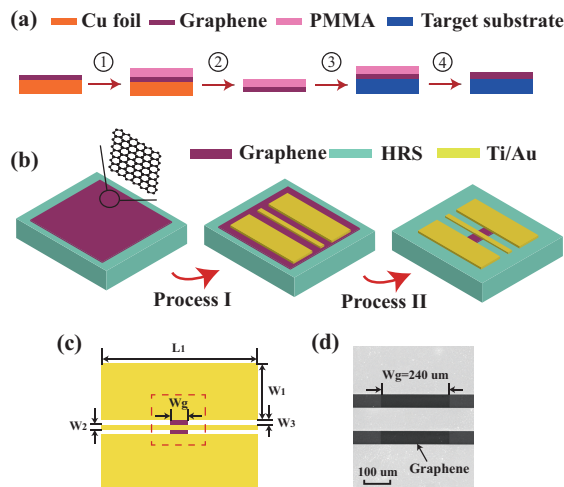 (a) Cu foil Graphene PMMA Target substrate
① ② ③ ④
(b) Graphene HRS Ti/Au
Process I Process II
(c) (d)
L1
Wg
W1
W2
W3
Wg=240 um
Graphene
100 um